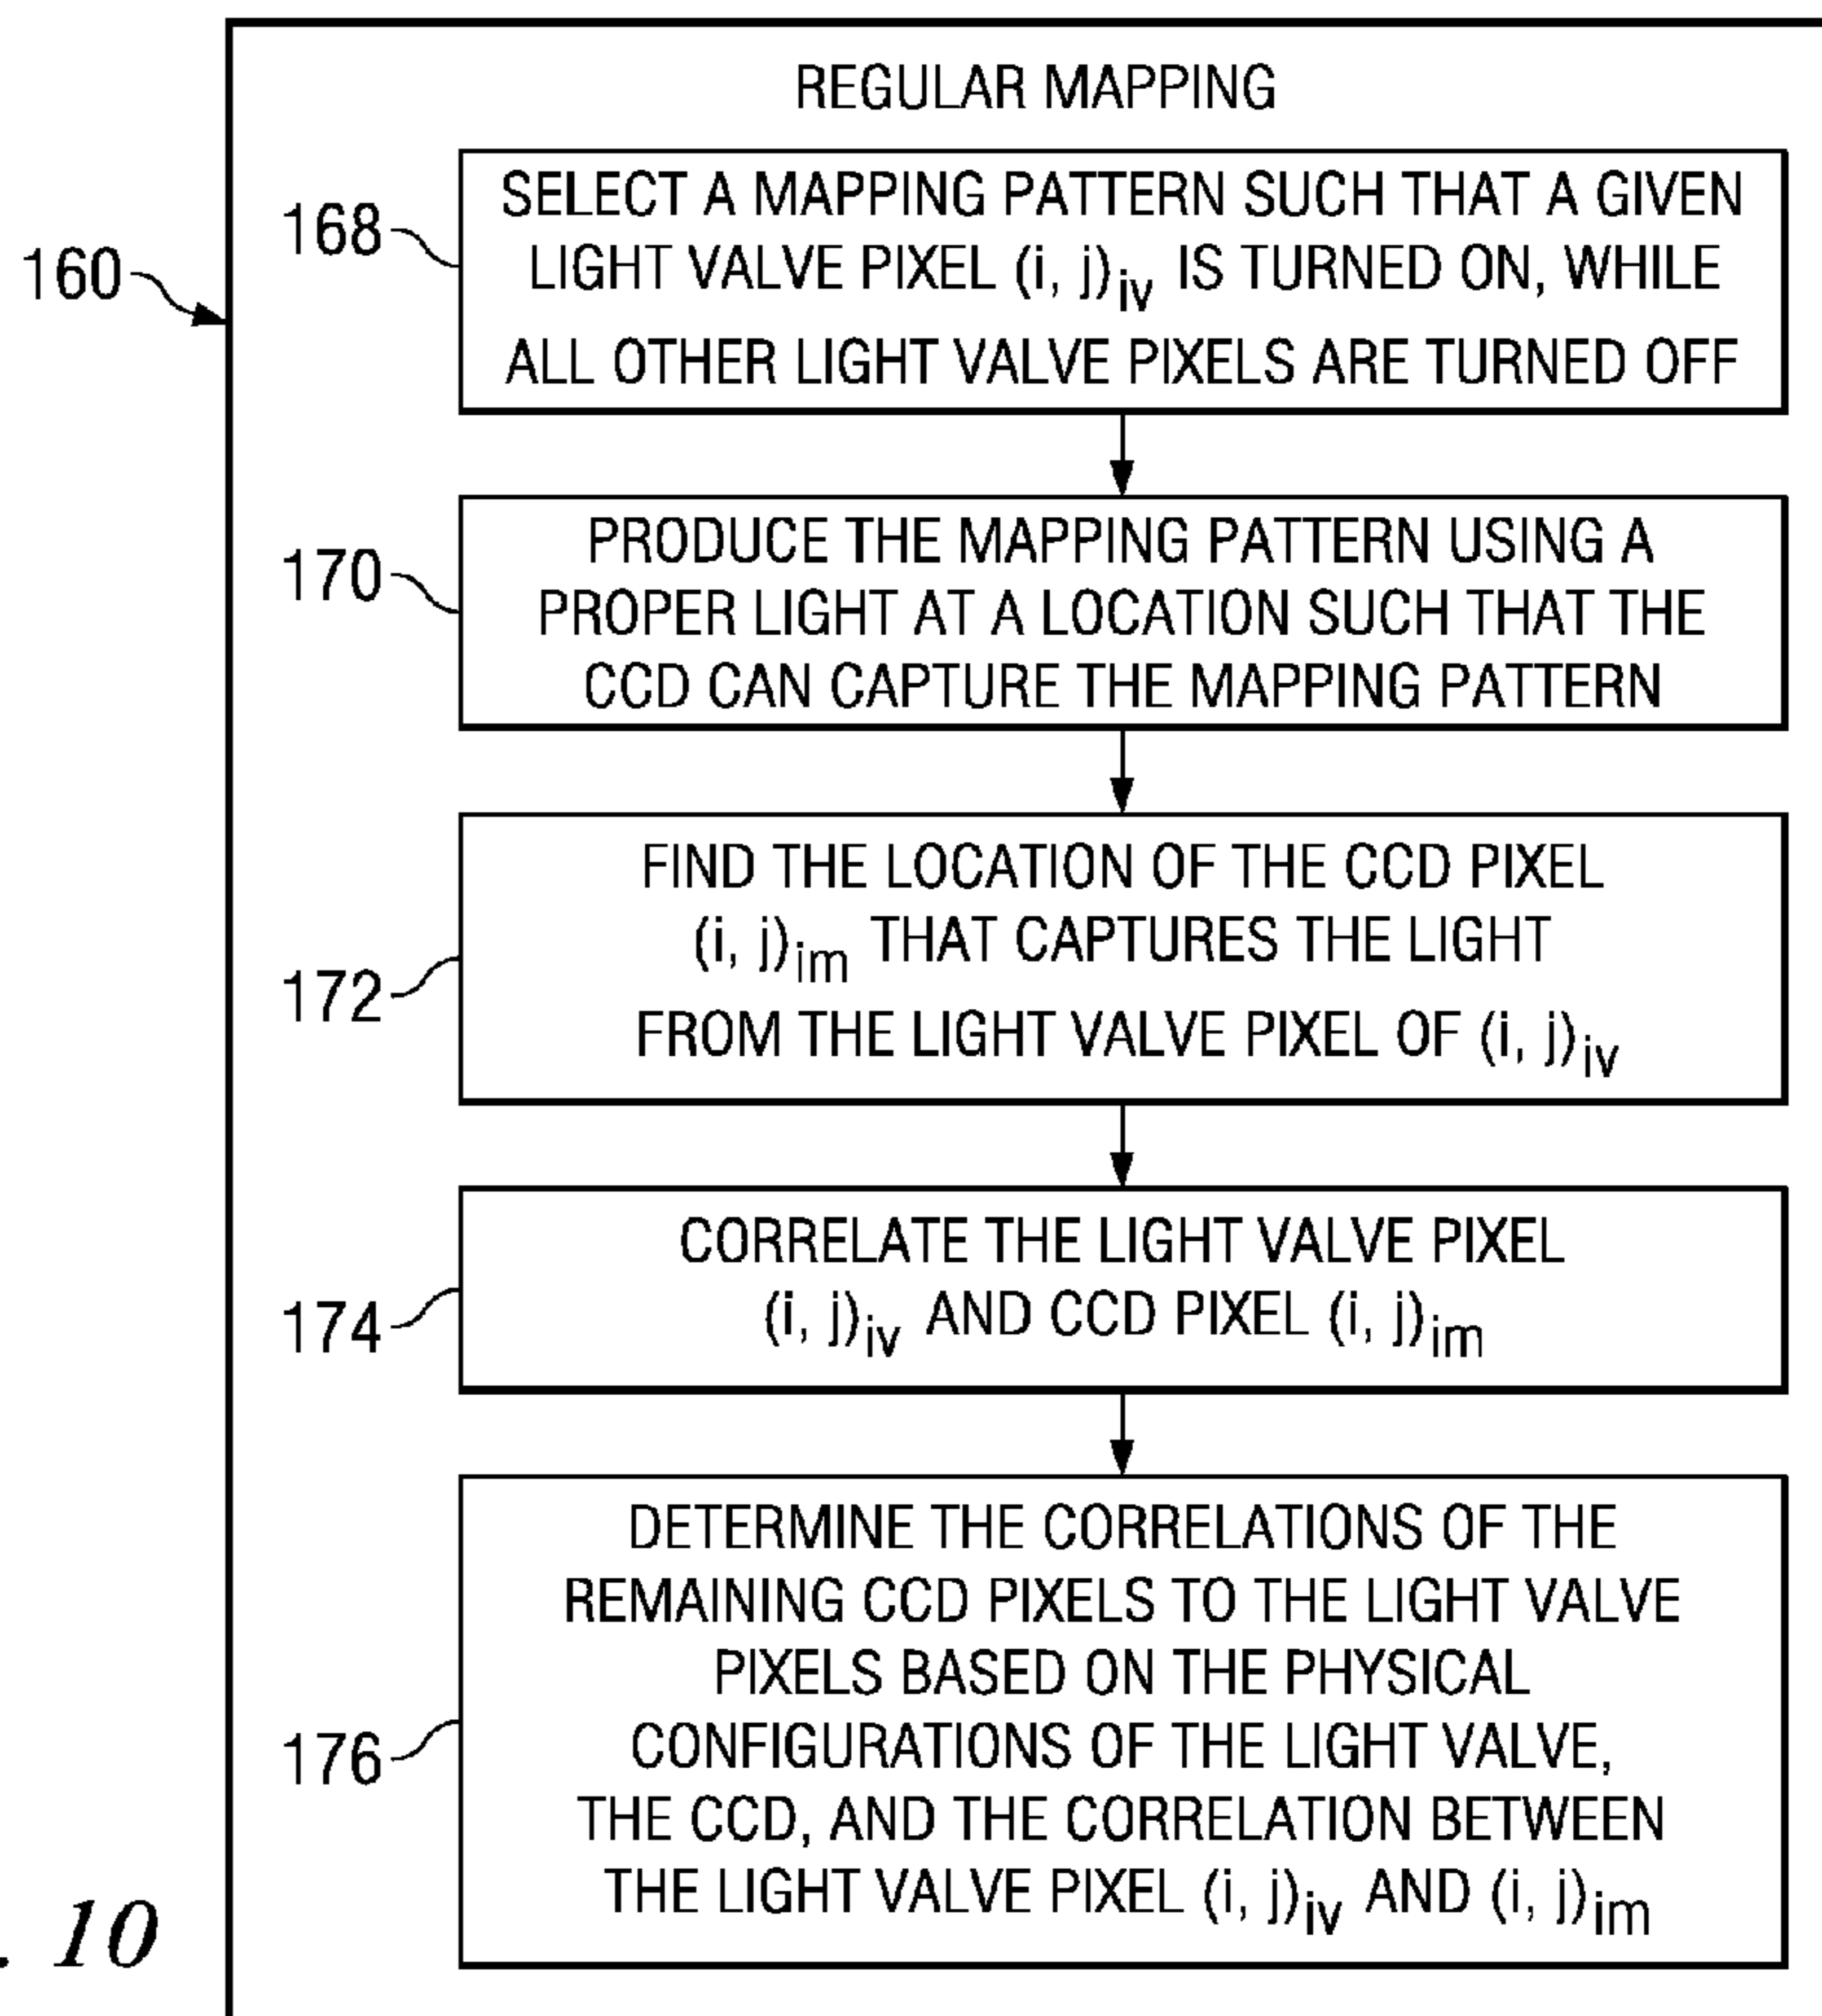 REGULAR MAPPING
160
168
SELECT A MAPPING PATTERN SUCH THAT A GIVEN
LIGHT VALVE PIXEL (i, j)iv IS TURNED ON, WHILE
ALL OTHER LIGHT VALVE PIXELS ARE TURNED OFF
170
PRODUCE THE MAPPING PATTERN USING A
PROPER LIGHT AT A LOCATION SUCH THAT THE
CCD CAN CAPTURE THE MAPPING PATTERN
172
FIND THE LOCATION OF THE CCD PIXEL
(i, j)im THAT CAPTURES THE LIGHT
FROM THE LIGHT VALVE PIXEL OF (i, j)iv
174
CORRELATE THE LIGHT VALVE PIXEL
(i, j)iv AND CCD PIXEL (i, j)im
176
DETERMINE THE CORRELATIONS OF THE
REMAINING CCD PIXELS TO THE LIGHT VALVE
PIXELS BASED ON THE PHYSICAL
CONFIGURATIONS OF THE LIGHT VALVE,
THE CCD, AND THE CORRELATION BETWEEN
THE LIGHT VALVE PIXEL (i, j)iv AND (i, j)im
. 10